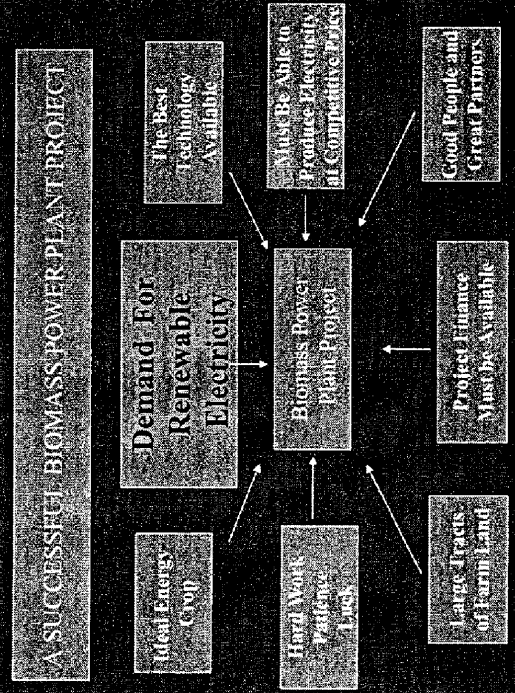 A SUCCESSFUL BIOMASS POWER PLANT PROJECT
Ideal Energy
Crop
Demand For
Renewable
Electricity
The Best
Technology
Available
Hard Work
Patience
Luck
Biomass Power
Plant Project
Must Be Able to
Produce Electricity
at Competitive Price
Large Tracts
of Farm Land
Project Finance
Must be Available
Good People and
Great Partners